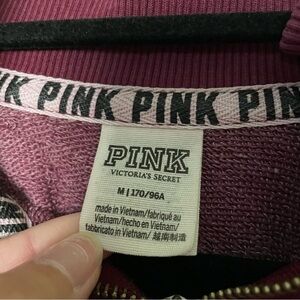 NK PINK PINK PIN
PINK
VICTORIA'S SECRET
M | 170/96A
made in Vietnam/fabriqué au
Vietnam/hecho en Vietnam/
fabbricato in Vietnam/越南制造